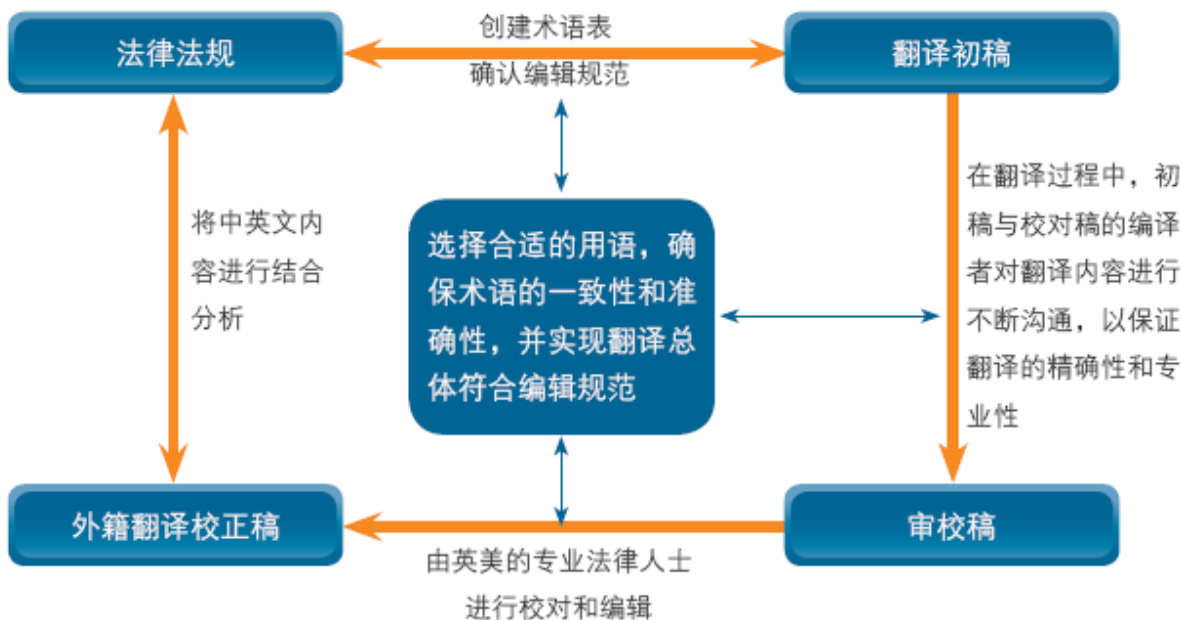 法律法规
创建术语表
确认编辑规范
翻译初稿
将中英文内
容进行结合
分析
选择合适的用语，确
保术语的一致性和准
确性，并实现翻译总
体符合编辑规范
在翻译过程中，初
稿与校对稿的编译
者对翻译内容进行
不断沟通，以保证
翻译的精确性和专
业性
外籍翻译校正稿
由英美的专业法律人士
进行校对和编辑
审校稿